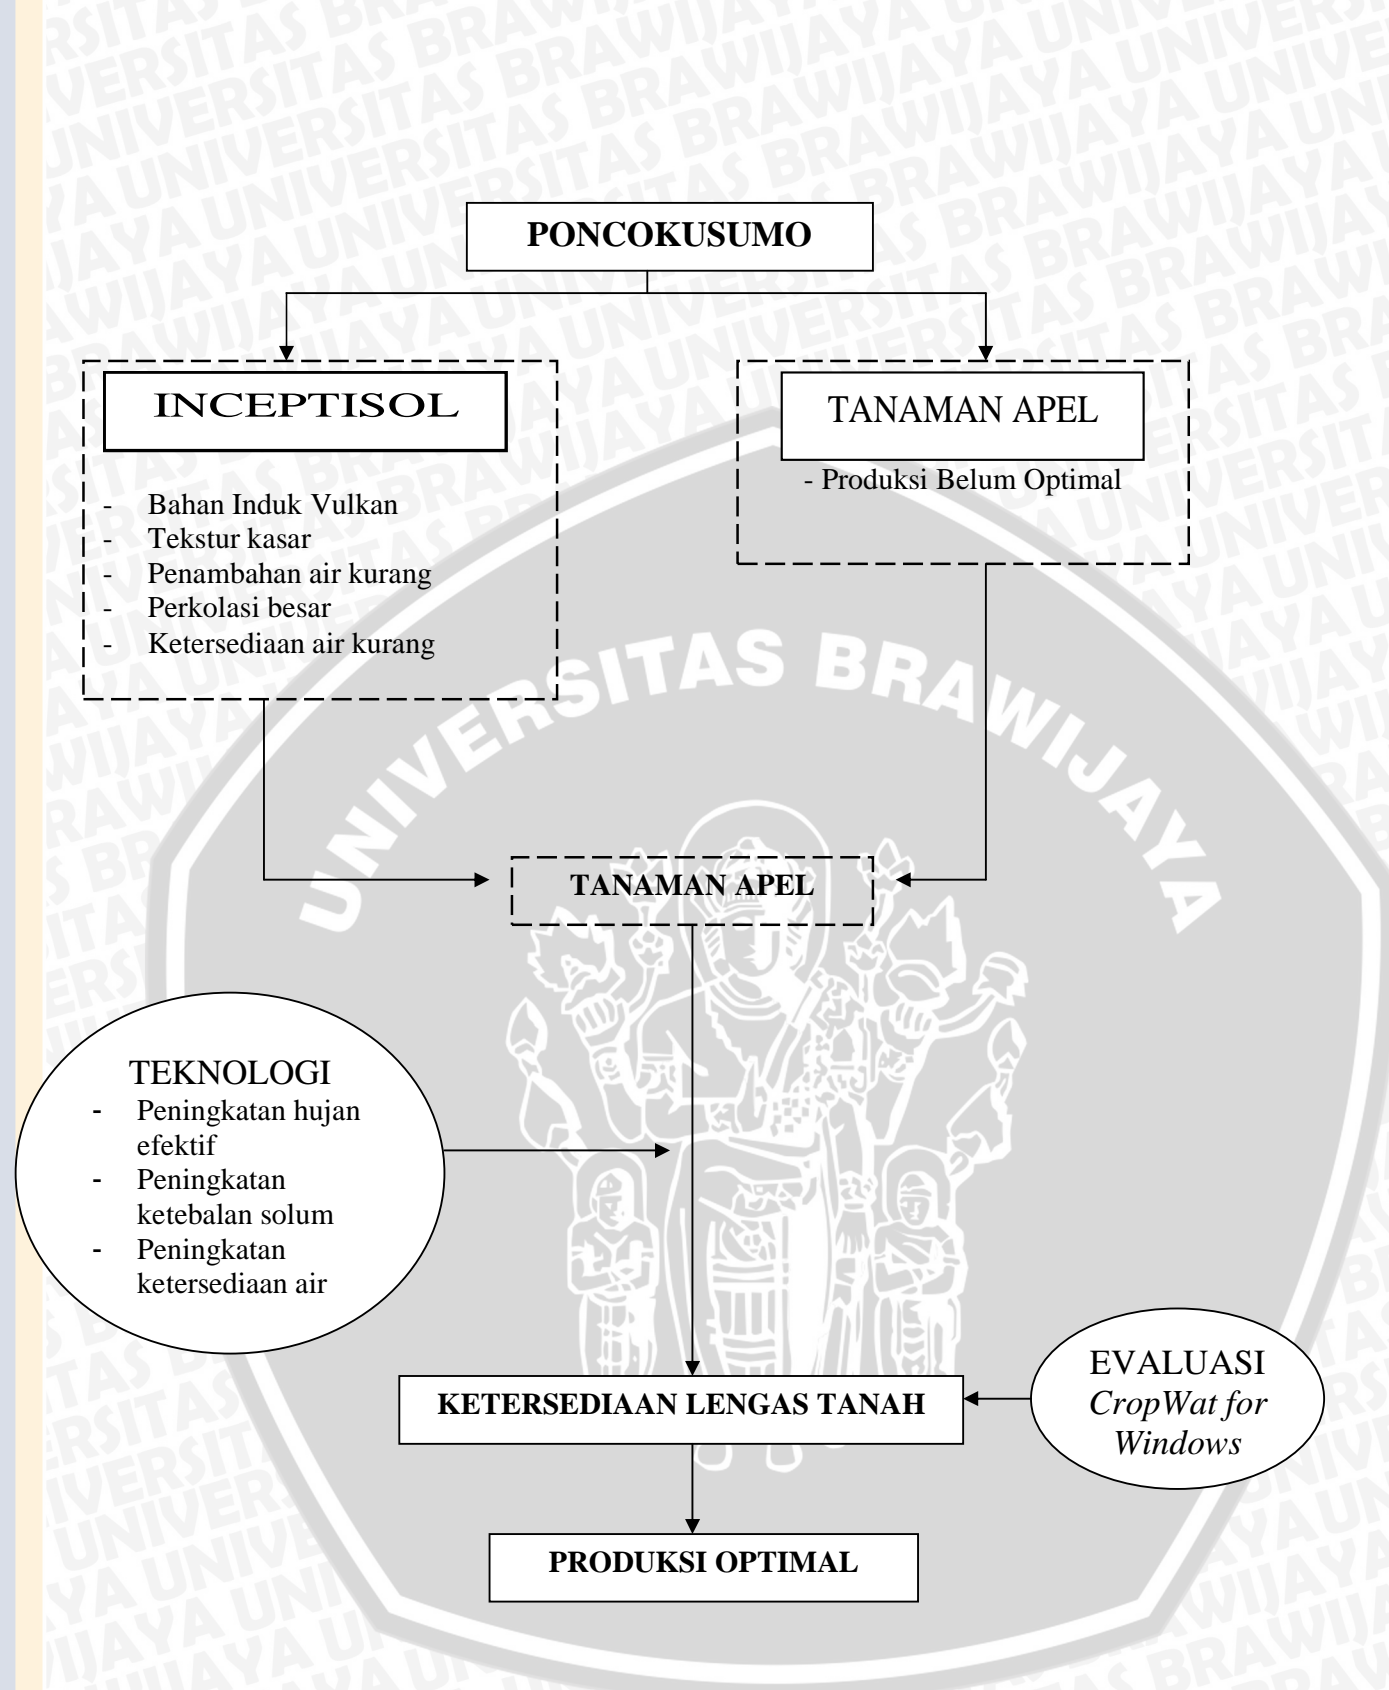 PONCOKUSUMO
INCEPTISOL
- Bahan Induk Vulkan
- Tekstur kasar
- Penambahan air kurang
- Perkolasi besar
- Ketersediaan air kurang
TANAMAN APEL
- Produksi Belum Optimal
UNIVERSITAS BRAWIJAYA
TANAMAN APEL
TEKNOLOGI
- Peningkatan hujan
efektif
- Peningkatan
ketebalan solum
- Peningkatan
ketersediaan air
KETERSEDIAAN LENGAS TANAH
EVALUASI
CropWat for
Windows
PRODUKSI OPTIMAL